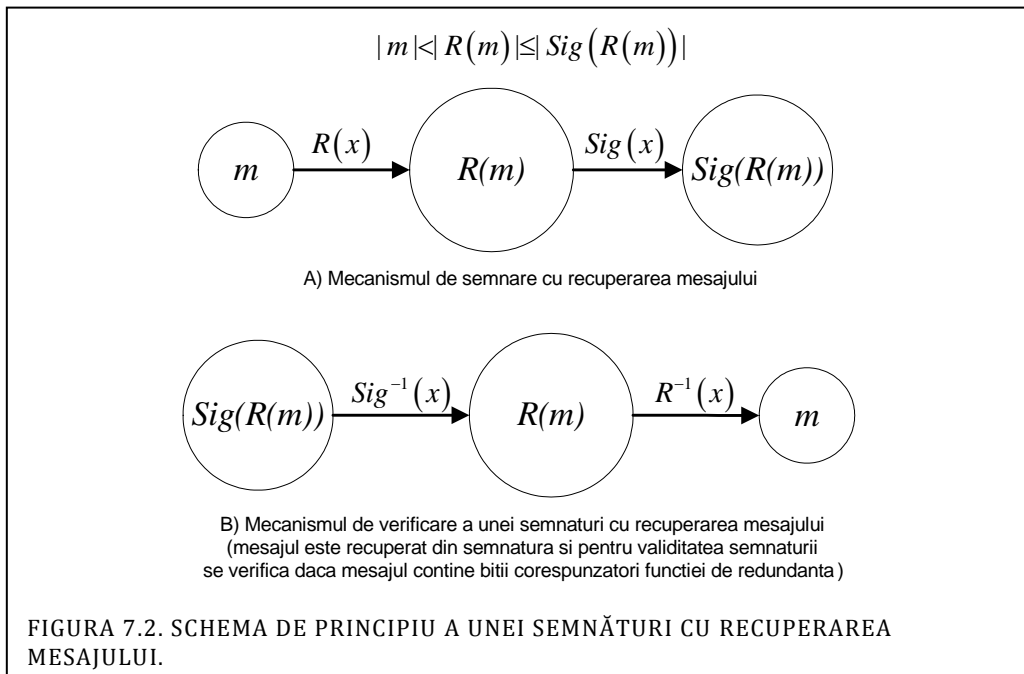 |m|<|R(m)|≤|Sig(R(m))|
m R(x) R(m) Sig(x) Sig(R(m))
A) Mecanismul de semnare cu recuperarea mesajului
Sig(R(m)) Sig⁻¹(x) R(m) R⁻¹(x) m
B) Mecanismul de verificare a unei semnaturi cu recuperarea mesajului
(mesajul este recuperat din semnatura si pentru validitatea semnaturii
se verifica daca mesajul contine bitii corespunzatori functiei de redundanta)
FIGURA 7.2. SCHEMA DE PRINCIPIU A UNEI SEMNĂTURI CU RECUPERAREA
MESAJULUI.